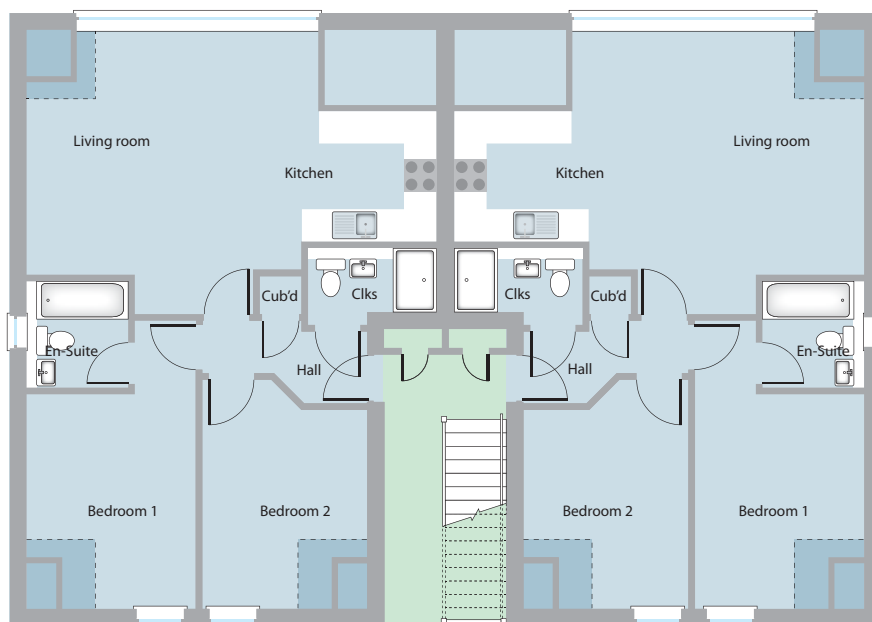 Living room
Living room
Kitchen
Kitchen
Cub'd
Clks
Clks
Cub'd
En-Suite
En-Suite
Hall
Hall
Bedroom 1
Bedroom 2
Bedroom 2
Bedroom 1